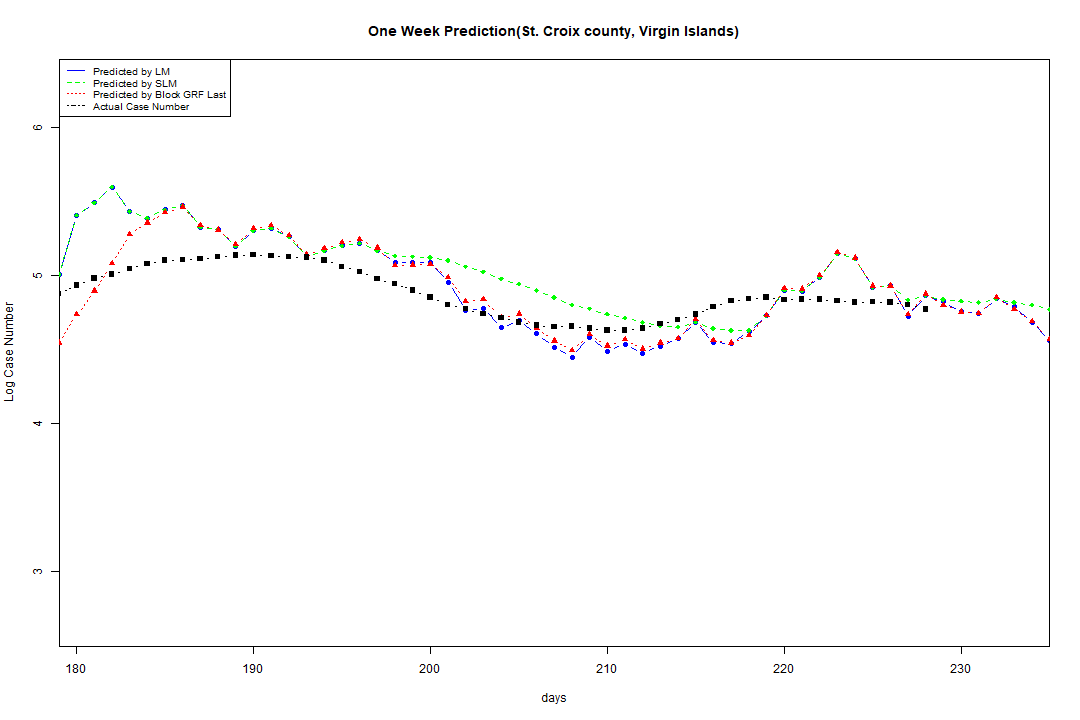 One Week Prediction(St. Croix county, Virgin Islands)
Predicted by LM
Predicted by SLM
Predicted by Block GRF Last
Actual Case Number
6
5
4
3
Log Case Number
180 190 200 210 220 230
days